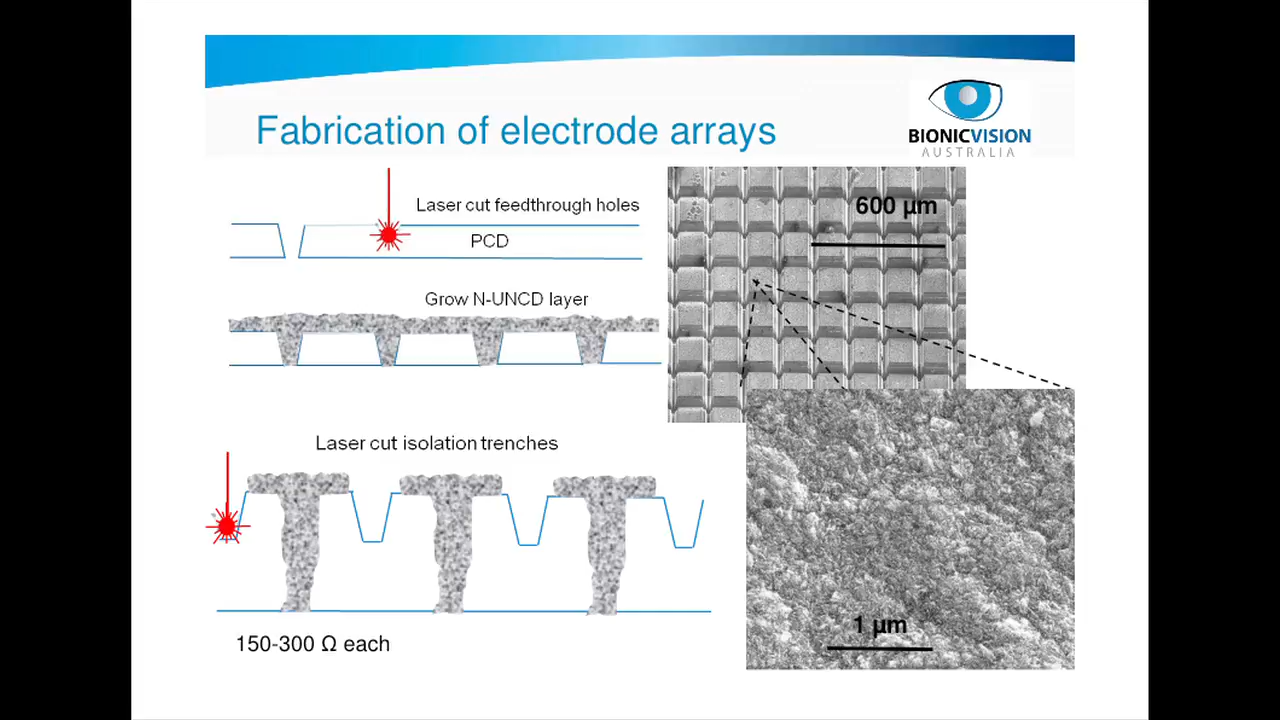 Fabrication of electrode arrays
BIONICVISION
AUSTRALIA
Laser cut feedthrough holes
PCD
Grow N-UNCD layer
Laser cut isolation trenches
150-300 Ω each
600 µm
1 µm